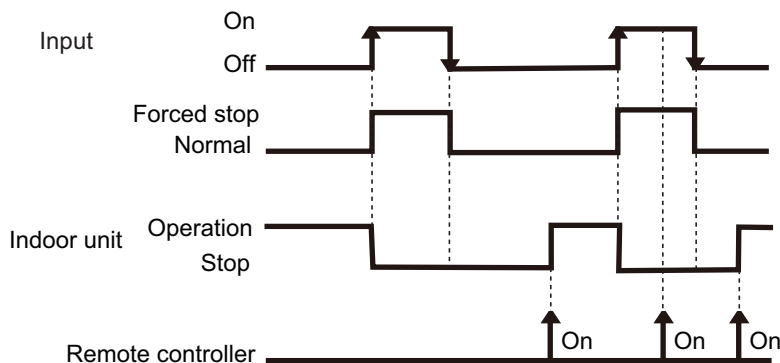 On
Input
Off
Forced stop
Normal
Operation
Indoor unit
Stop
On
On
On
Remote controller